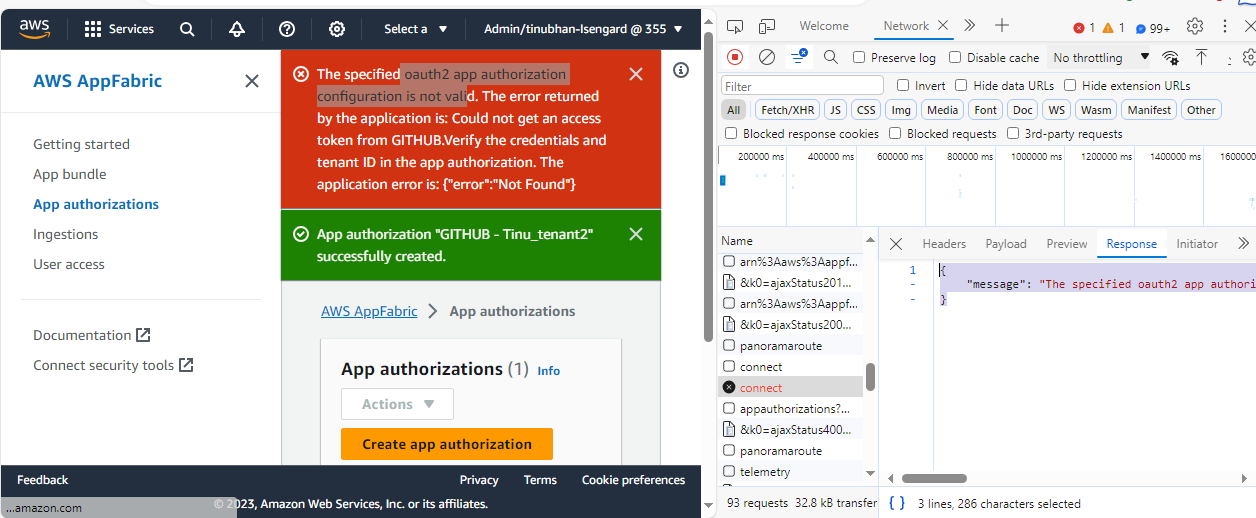 aws
Services
Select a
Admin/tinubhan-Isengard @ 355
AWS AppFabric
Getting started
App bundle
App authorizations
Ingestions
User access
Documentation
Connect security tools
The specified oauth2 app authorization
configuration is not valid. The error returned
by the application is: Could not get an access
token from GITHUB.Verify the credentials and
tenant ID in the app authorization. The
application error is: {"error":"Not Found"}
App authorization "GITHUB - Tinu_tenant2"
successfully created.
AWS AppFabric > App authorizations
App authorizations (1) Info
Actions
Create app authorization
Feedback
Privacy
Terms
Cookie preferences
...amazon.com
© 2023, Amazon Web Services, Inc. or its affiliates.
Welcome
Network
1
1
99+
Preserve log
Disable cache
No throttling
Filter
Invert
Hide data URLs
Hide extension URLs
All
Fetch/XHR
JS
CSS
Img
Media
Font
Doc
WS
Wasm
Manifest
Other
Blocked response cookies
Blocked requests
3rd-party requests
200000 ms
400000 ms
600000 ms
800000 ms
1000000 ms
1200000 ms
1400000 ms
1600000
Name
arn%3Aaws%3Aappf...
&k0=ajaxStatus201...
arn%3Aaws%3Aappf...
&k0=ajaxStatus200...
panoramaroute
connect
connect
appauthorizations?...
&k0=ajaxStatus400...
panoramaroute
telemetry
93 requests
32.8 kB transfer
Headers
Payload
Preview
Response
Initiator
1 {
- "message": "The specified oauth2 app authori
- }
{ } 3 lines, 286 characters selected